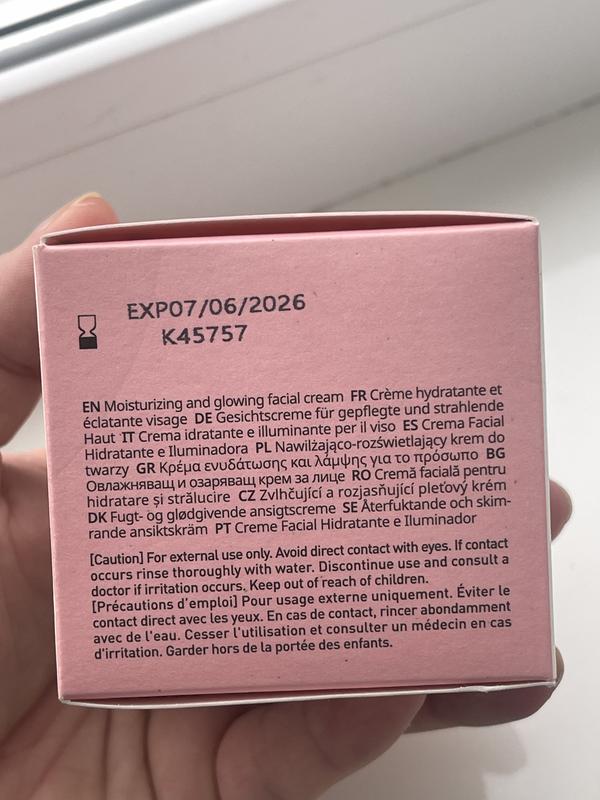 EXP07/06/2026
K45757
EN Moisturizing and glowing facial cream FR Crème hydratante et
éclatante visage DE Gesichtscreme für gepflegte und strahlende
Haut IT Crema idratante e illuminante per il viso ES Crema Facial
Hidratante e Iluminadora PL Nawilżająco-rozświetlający krem do
twarzy GR Κρέμα ενυδάτωσης και λάμψης για το πρόσωπο BG
Овлажняващ и озаряващ крем за лице RO Cremă facială pentru
hidratare și strălucire CZ Zvlhčující a rozjasňující pleťový krém
DK Fugt- og glødgivende ansigtscreme SE Återfuktande och skim-
rande ansiktskräm PT Creme Facial Hidratante e Iluminador
[Caution] For external use only. Avoid direct contact with eyes. If contact
occurs rinse thoroughly with water. Discontinue use and consult a
doctor if irritation occurs. Keep out of reach of children.
[Précautions d'emploi] Pour usage externe uniquement. Éviter le
contact direct avec les yeux. En cas de contact, rincer abondamment
avec de l'eau. Cesser l'utilisation et consulter un médecin en cas
d'irritation. Garder hors de la portée des enfants.